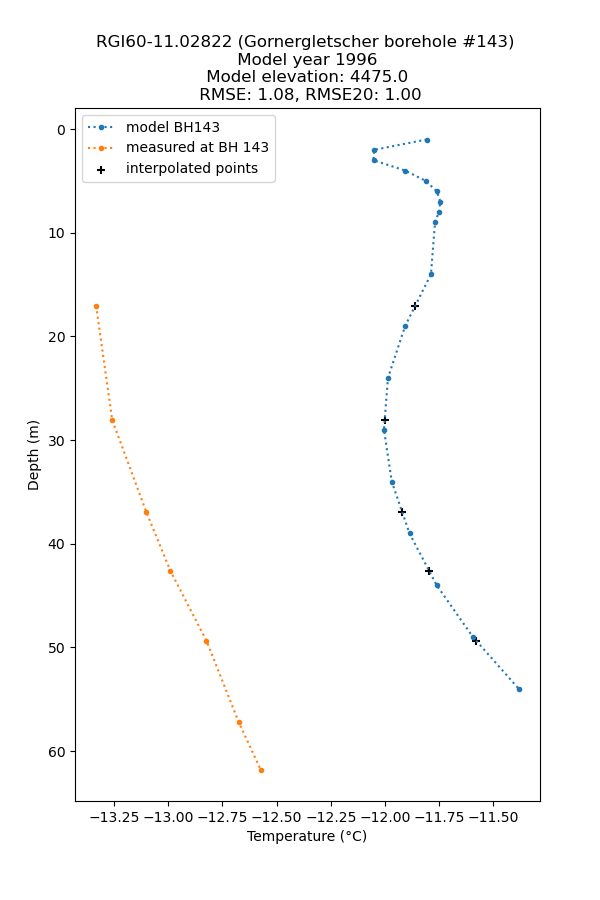 RGI60-11.02822 (Gornergletscher borehole #143)
Model year 1996
Model elevation: 4475.0
RMSE: 1.08, RMSE20: 1.00
model BH143
measured at BH 143
interpolated points
0
10
20
30
40
50
60
Depth (m)
−13.25 −13.00 −12.75 −12.50 −12.25 −12.00 −11.75 −11.50
Temperature (°C)